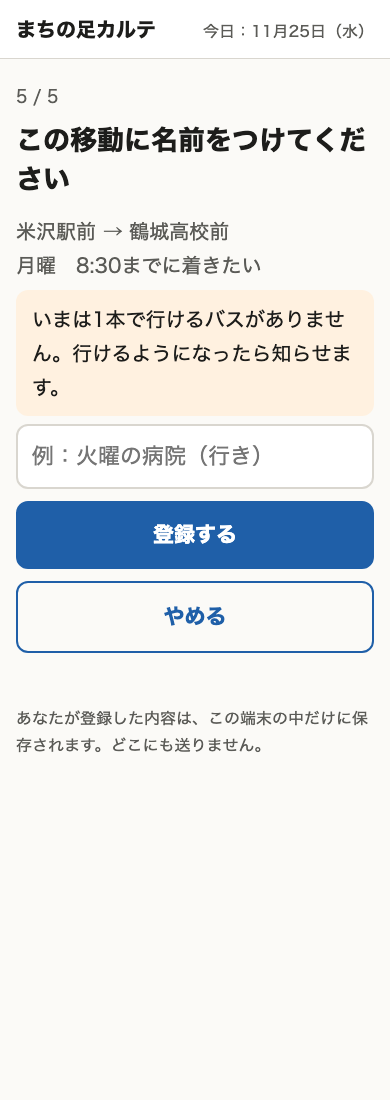 まちの足カルテ
今日：11月25日（水）
5 / 5
この移動に名前をつけてくだ
さい
米沢駅前 → 鶴城高校前
月曜　8:30までに着きたい
いまは1本で行けるバスがありませ
ん。行けるようになったら知らせま
す。
例：火曜の病院（行き）
登録する
やめる
あなたが登録した内容は、この端末の中だけに保
存されます。どこにも送りません。